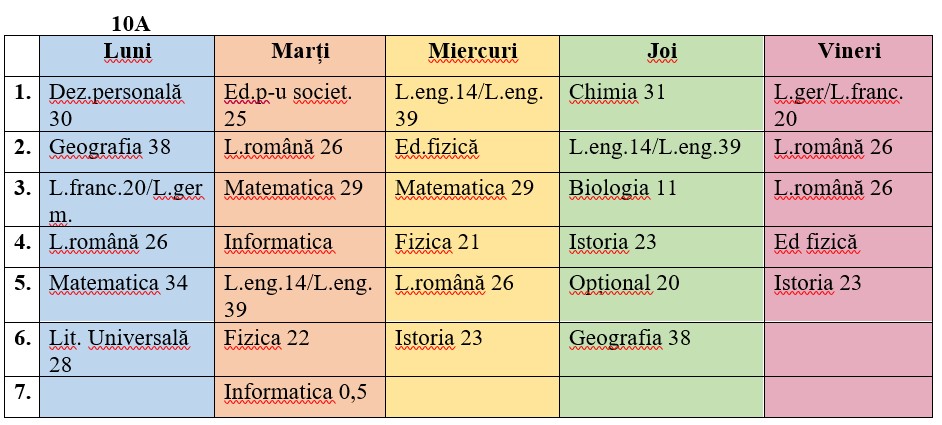 10A
Luni Marți Miercuri Joi Vineri
1. Dez.personală 30 Ed.p-u societ. 25 L.eng.14/L.eng. 39 Chimia 31 L.ger/L.franc. 20
2. Geografia 38 L.română 26 Ed.fizică L.eng.14/L.eng.39 L.română 26
3. L.franc.20/L.ger m. Matematica 29 Matematica 29 Biologia 11 L.română 26
4. L.română 26 Informatica Fizica 21 Istoria 23 Ed fizică
5. Matematica 34 L.eng.14/L.eng. 39 L.română 26 Opțional 20 Istoria 23
6. Lit. Universală 28 Fizica 22 Istoria 23 Geografia 38
7. Informatica 0,5